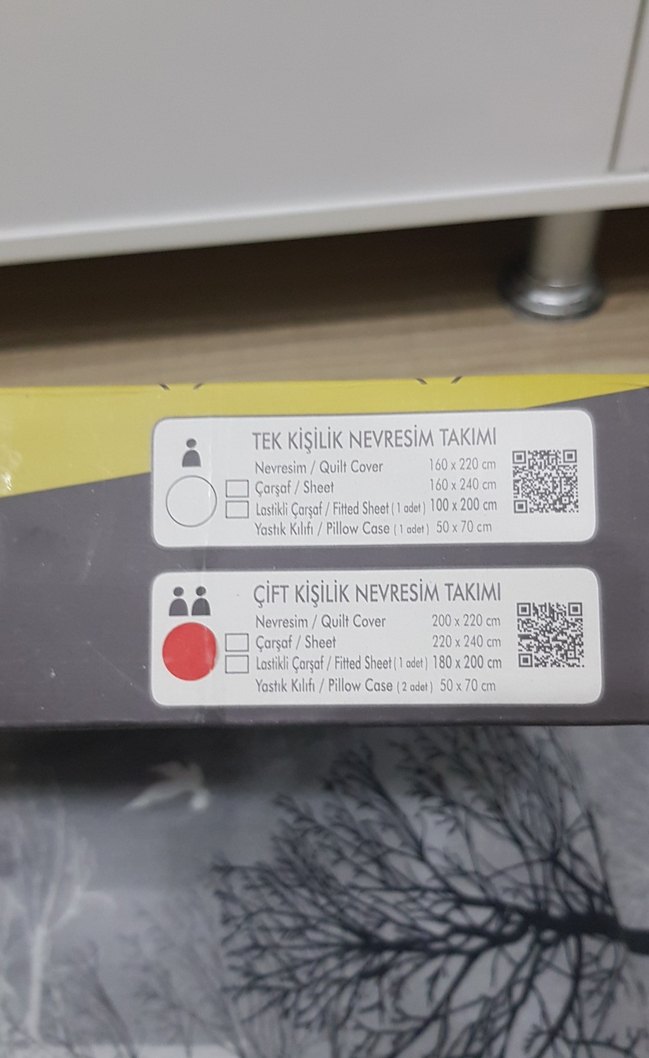 TEK KİŞİLİK NEVRESİM TAKIMI
Nevresim / Quilt Cover 160 x 220 cm
Çarşaf / Sheet 160 x 240 cm
Lastikli Çarşaf / Fitted Sheet ( 1 adet ) 100 x 200 cm
Yastık Kılıfı / Pillow Case ( 1 adet ) 50 x 70 cm
ÇİFT KİŞİLİK NEVRESİM TAKIMI
Nevresim / Quilt Cover 200 x 220 cm
Çarşaf / Sheet 220 x 240 cm
Lastikli Çarşaf / Fitted Sheet ( 1 adet ) 180 x 200 cm
Yastık Kılıfı / Pillow Case ( 2 adet ) 50 x 70 cm